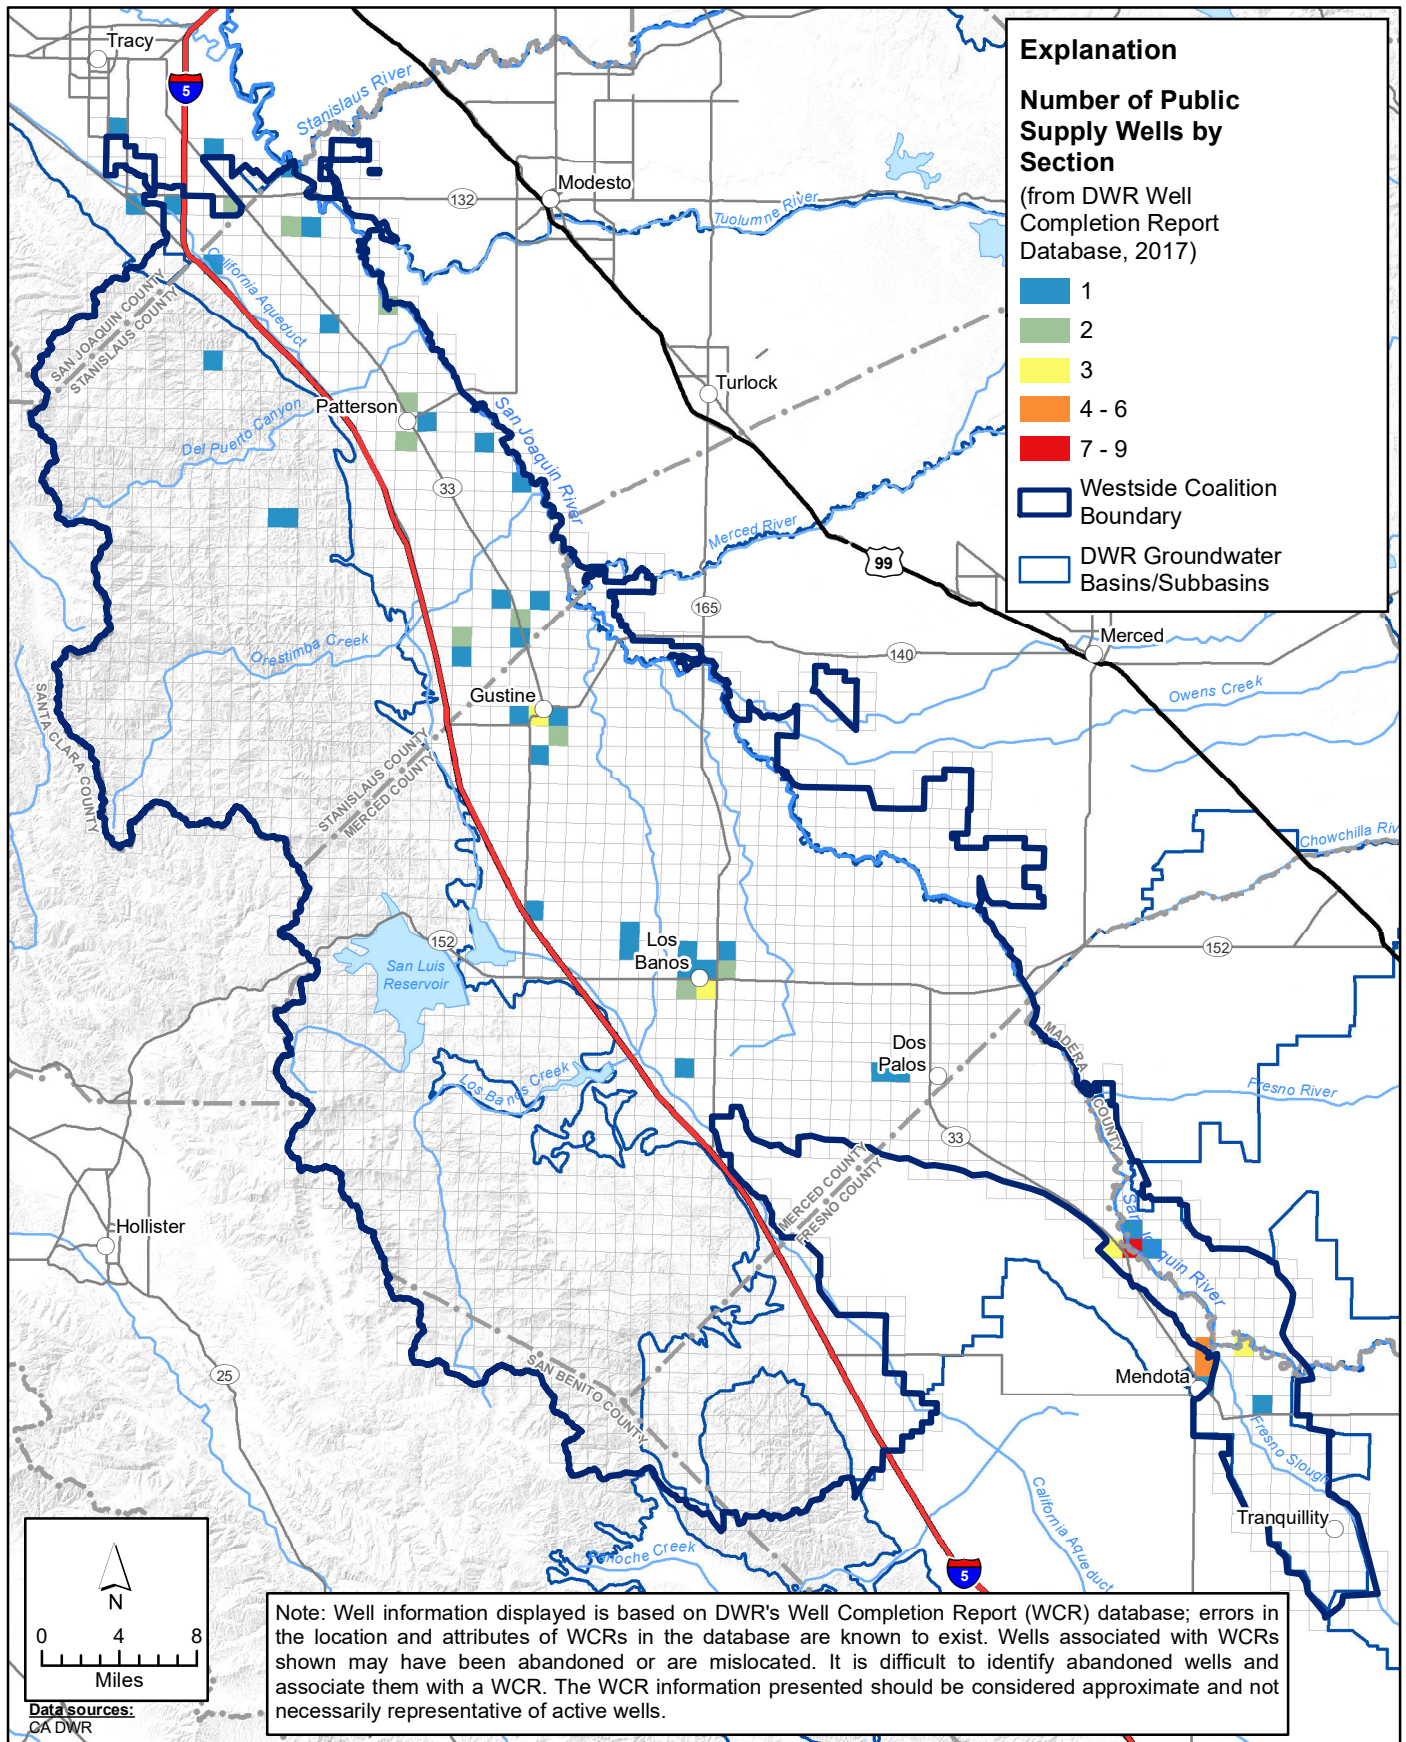 Explanation
Number of Public
Supply Wells by
Section
(from DWR Well
Completion Report
Database, 2017)
1
2
3
4 - 6
7 - 9
Westside Coalition
Boundary
DWR Groundwater
Basins/Subbasins
Tracy
5
Stanislaus River
132
Modesto
Tuolumne River
California Aqueduct
SAN JOAQUIN COUNTY
STANISLAUS COUNTY
Turlock
Patterson
San Joaquin River
Del Puerto Canyon
33
Merced River
99
165
Merced
140
Orestimba Creek
Owens Creek
Gustine
SANTA CLARA COUNTY
STANISLAUS COUNTY
MERCED COUNTY
Chowchilla Riv
152
Los
Banos
152
San Luis
Reservoir
MADERA COUNTY
Dos
Palos
Los Banos Creek
Fresno River
33
MERCED COUNTY
FRESNO COUNTY
Hollister
San Joaquin River
25
SAN BENITO COUNTY
Mendota
Fresno Slough
California Aqueduct
Tranquillity
Panoche Creek
5
N
0 4 8
Miles
Data sources:
CA DWR
Note: Well information displayed is based on DWR's Well Completion Report (WCR) database; errors in
the location and attributes of WCRs in the database are known to exist. Wells associated with WCRs
shown may have been abandoned or are mislocated. It is difficult to identify abandoned wells and
associate them with a WCR. The WCR information presented should be considered approximate and not
necessarily representative of active wells.